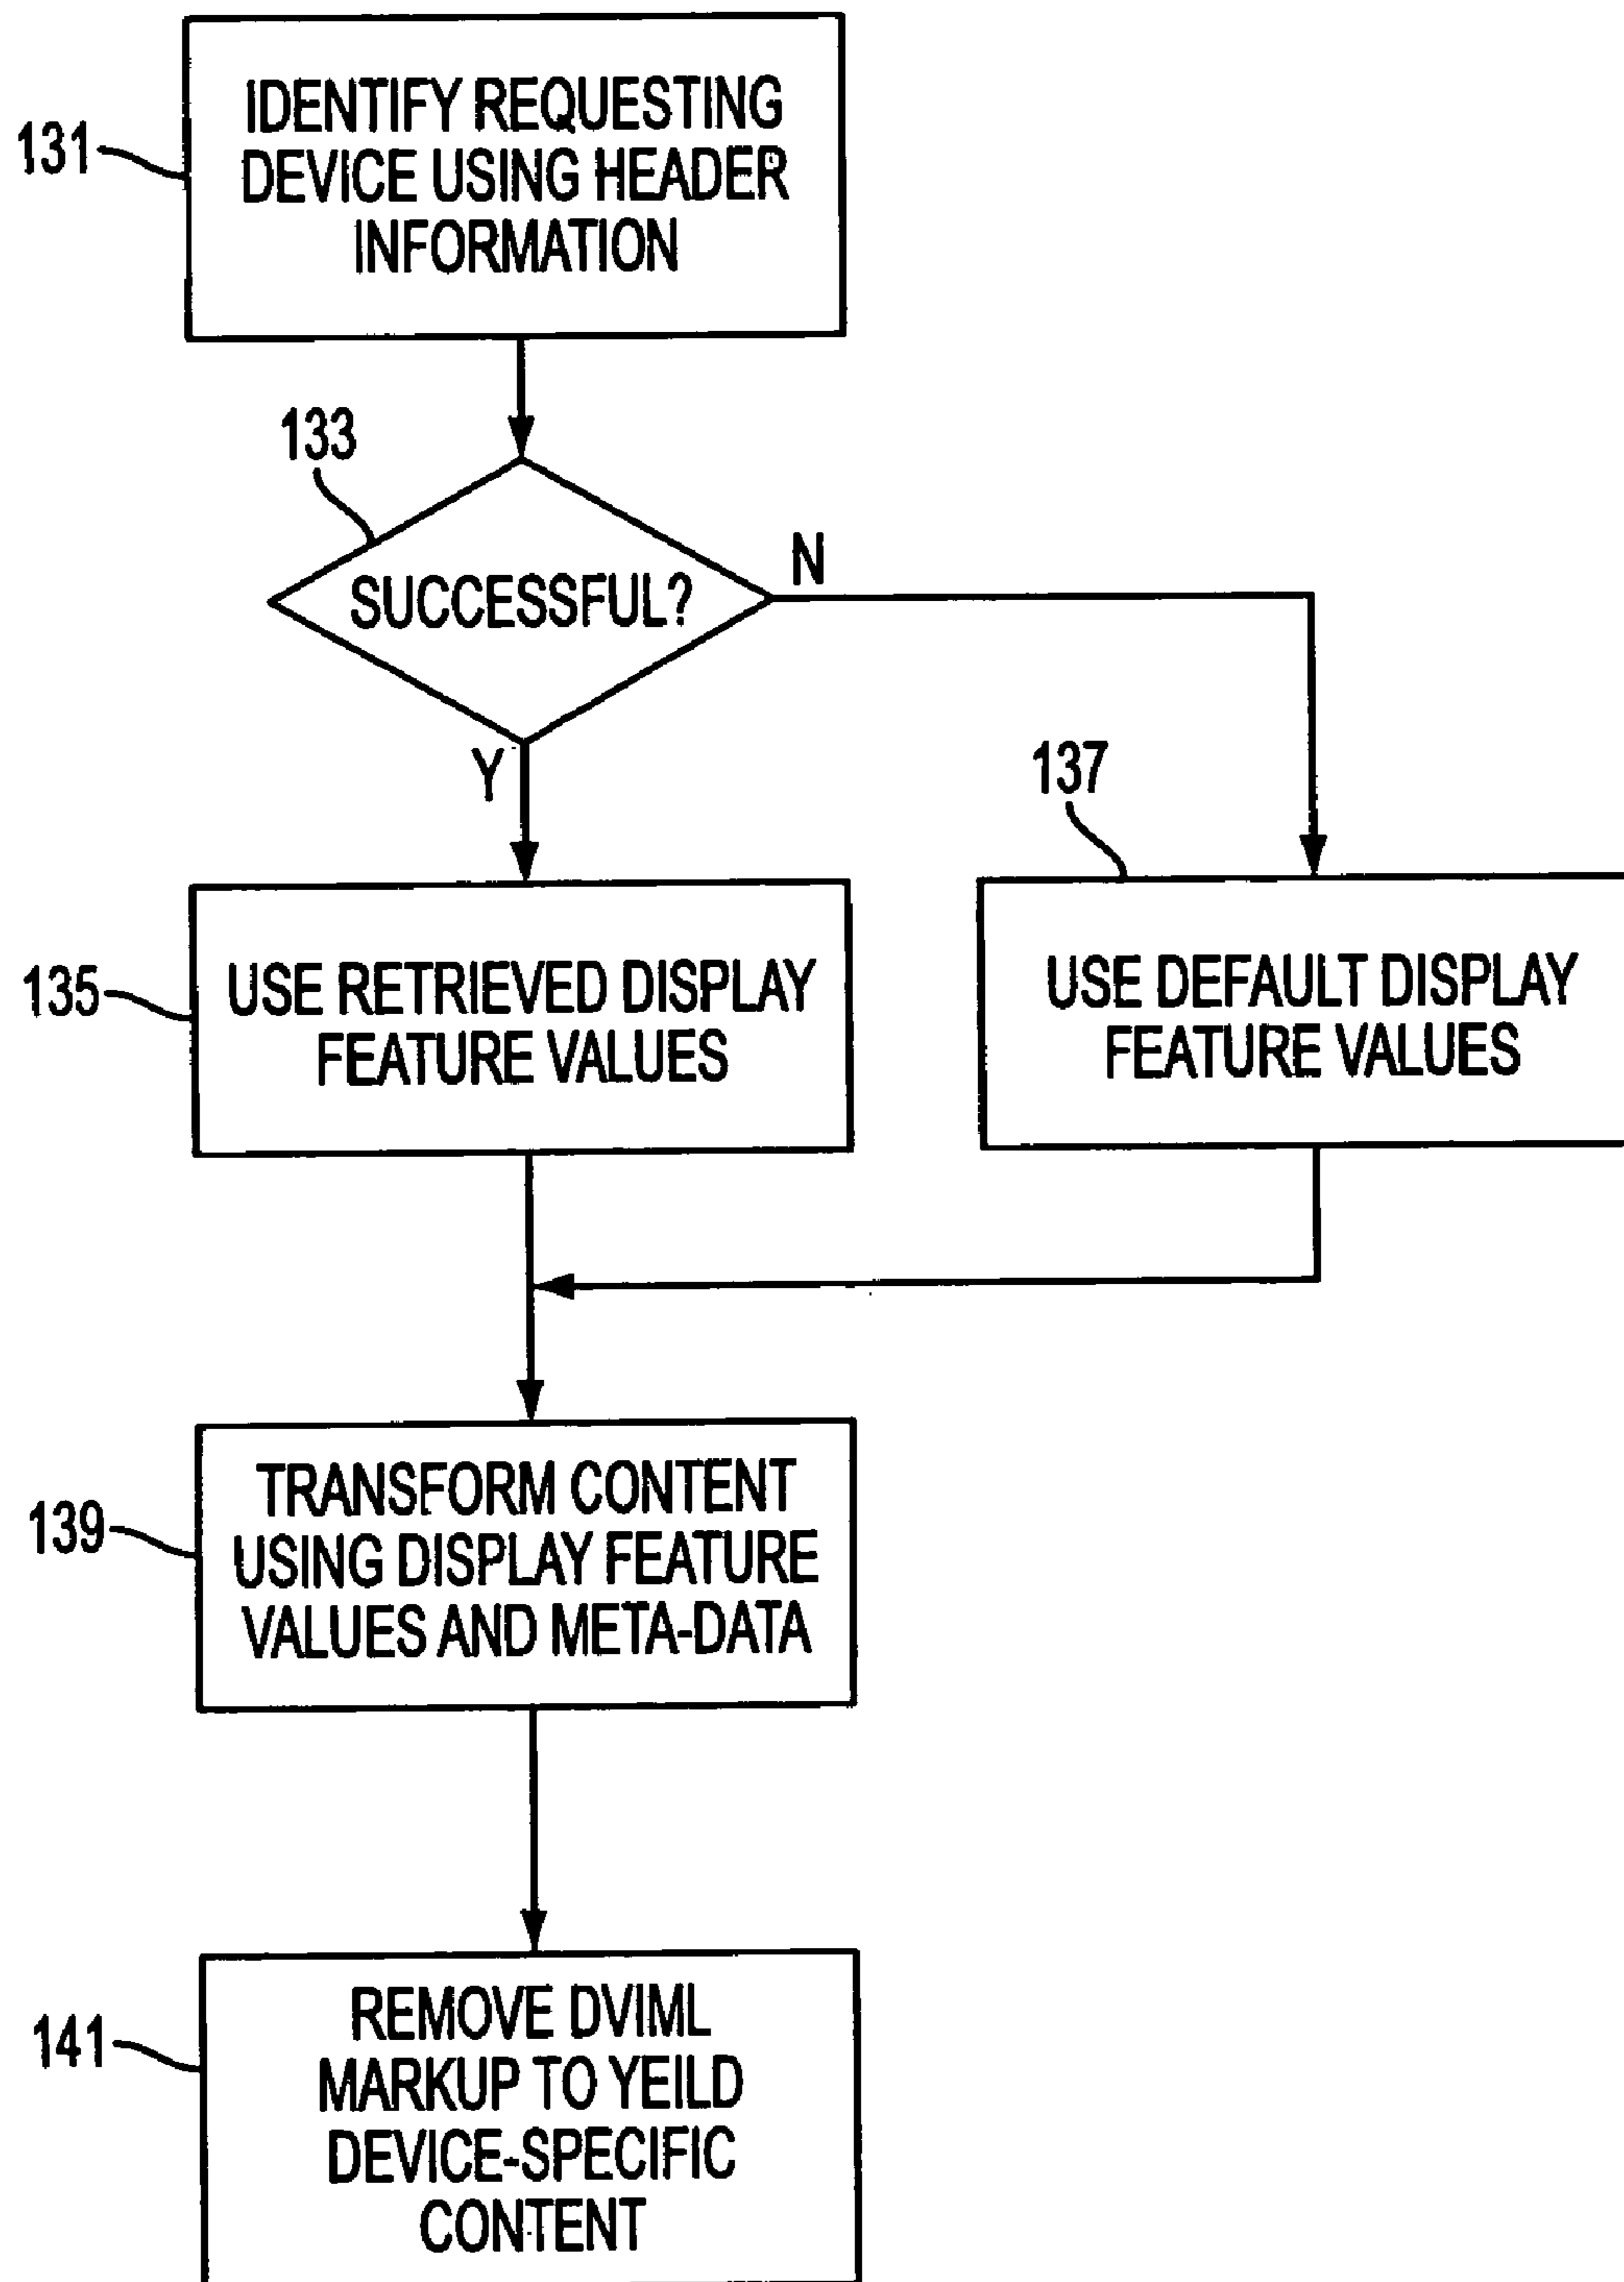 IDENTIFY REQUESTING
DEVICE USING HEADER
INFORMATION
131
133
SUCCESSFUL?
N
Y
137
135
USE RETRIEVED DISPLAY
FEATURE VALUES
USE DEFAULT DISPLAY
FEATURE VALUES
139
TRANSFORM CONTENT
USING DISPLAY FEATURE
VALUES AND META-DATA
141
REMOVE DVIML
MARKUP TO YEILD
DEVICE-SPECIFIC
CONTENT